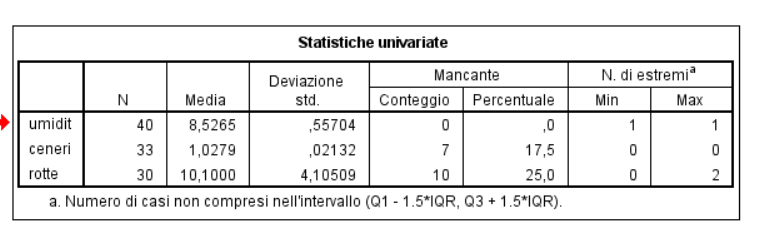 Statistiche univariate
N Media Deviazione std. Mancante N. di estremi^a
Conteggio Percentuale Min Max
umidit 40 8,5265 ,55704 0 ,0 1 1
ceneri 33 1,0279 ,02132 7 17,5 0 0
rotte 30 10,1000 4,10509 10 25,0 0 2
a. Numero di casi non compresi nell'intervallo (Q1 - 1.5*IQR, Q3 + 1.5*IQR).